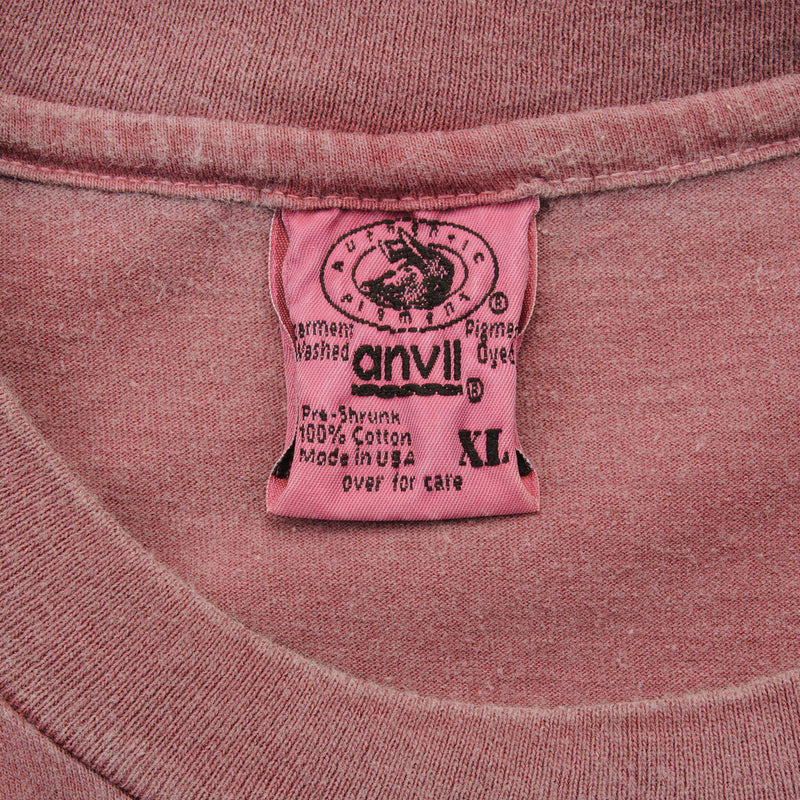 AUTHENTIC
Pigment ®
Garment Pigment
Washed Dyed
anvil ®
Pre-Shrunk
100% Cotton
Made in USA XL
over for care